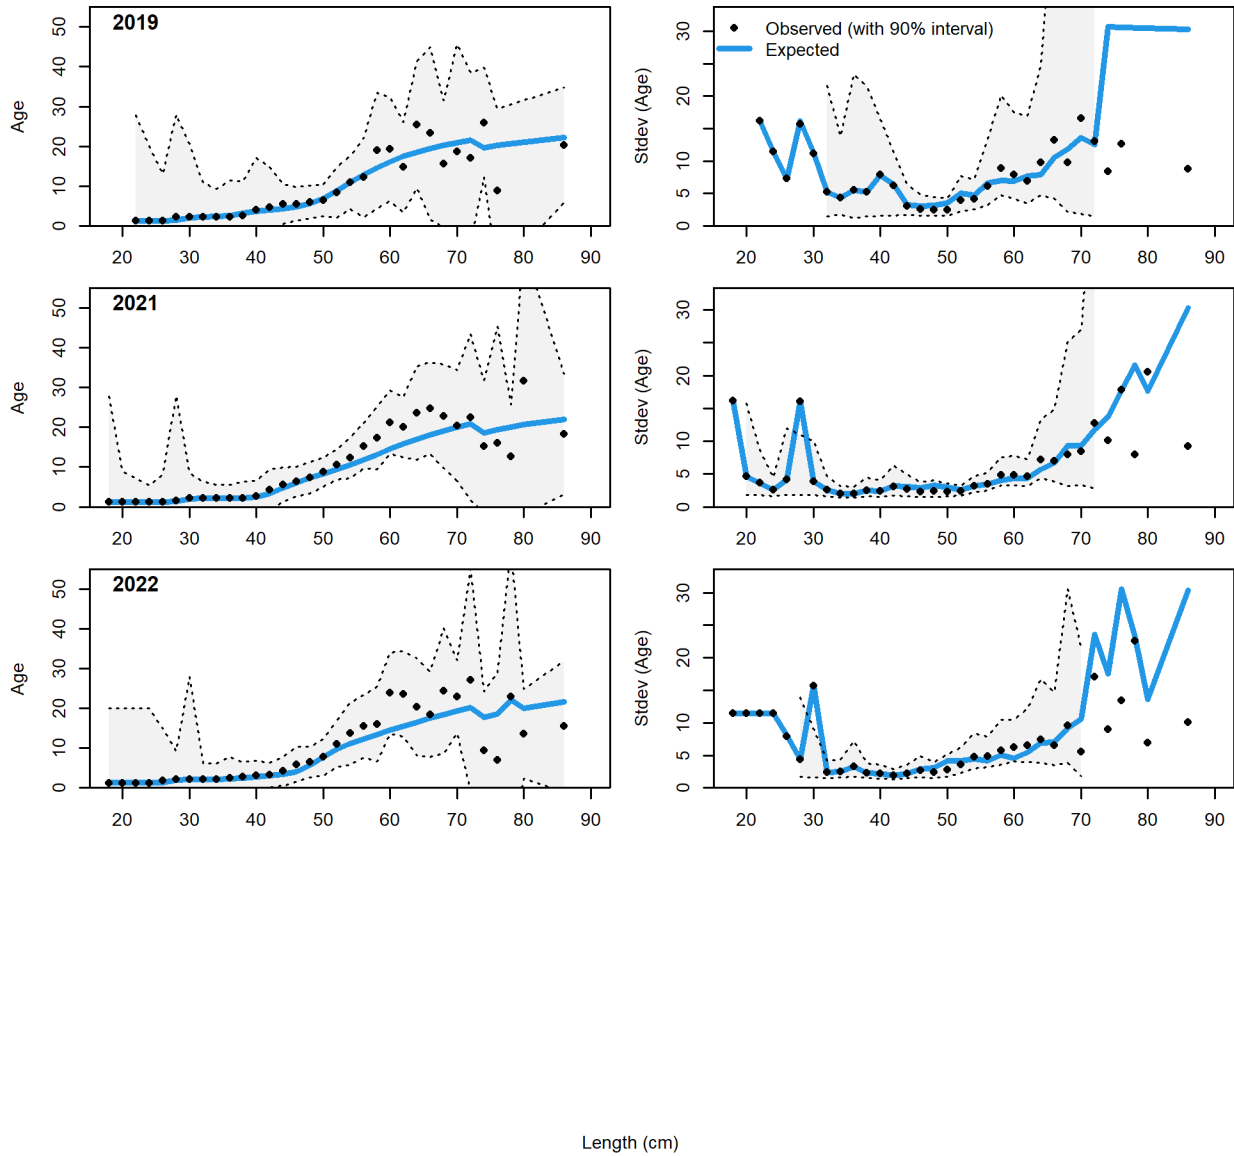 2019
Age
0 10 20 30 40 50
20 30 40 50 60 70 80 90
Stdev (Age)
0 5 10 20 30
Observed (with 90% interval)
Expected
20 30 40 50 60 70 80 90
2021
Age
0 10 20 30 40 50
20 30 40 50 60 70 80 90
0 5 10 20 30
20 30 40 50 60 70 80 90
Stdev (Age)
2022
Age
0 10 20 30 40 50
20 30 40 50 60 70 80 90
Stdev (Age)
0 5 10 20 30
20 30 40 50 60 70 80 90
Length (cm)